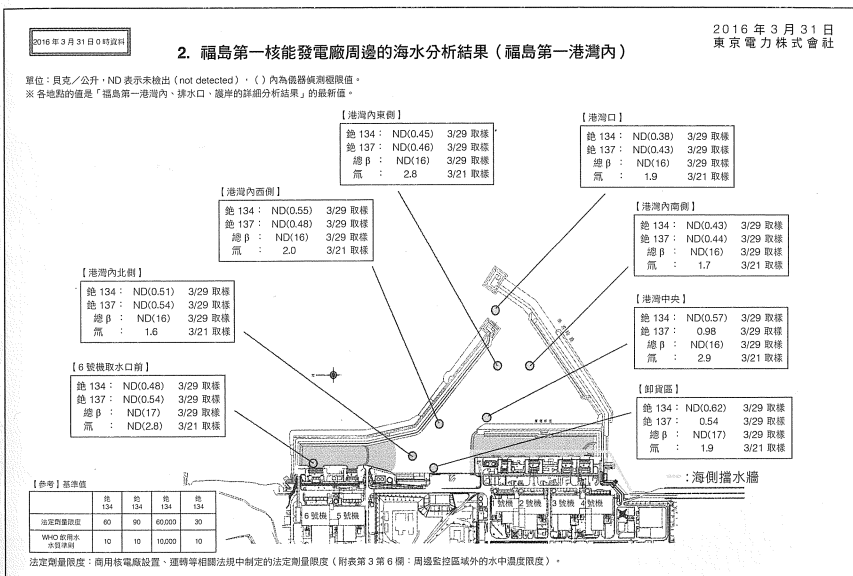 2016 年 3 月 31 日 0 時資料
2016 年 3 月 31 日
東京電力株式會社
2. 福島第一核能發電廠周邊的海水分析結果（福島第一港灣內）
單位：貝克／公升，ND 表示未檢出（not detected），（ ）內為儀器偵測極限值。
※ 各地點的值是「福島第一港灣內、排水口、護岸的詳細分析結果」的最新值。
【港灣內東側】
銫 134： ND(0.45) 3/29 取樣
銫 137： ND(0.46) 3/29 取樣
總 β ： ND(16) 3/29 取樣
氚 ： 2.8 3/21 取樣
【港灣口】
銫 134： ND(0.38) 3/29 取樣
銫 137： ND(0.43) 3/29 取樣
總 β ： ND(16) 3/29 取樣
氚 ： 1.9 3/21 取樣
【港灣內西側】
銫 134： ND(0.55) 3/29 取樣
銫 137： ND(0.48) 3/29 取樣
總 β ： ND(16) 3/29 取樣
氚 ： 2.0 3/21 取樣
【港灣內南側】
銫 134： ND(0.43) 3/29 取樣
銫 137： ND(0.44) 3/29 取樣
總 β ： ND(16) 3/29 取樣
氚 ： 1.7 3/21 取樣
【港灣內北側】
銫 134： ND(0.51) 3/29 取樣
銫 137： ND(0.54) 3/29 取樣
總 β ： ND(16) 3/29 取樣
氚 ： 1.6 3/21 取樣
【港灣中央】
銫 134： ND(0.57) 3/29 取樣
銫 137： 0.98 3/29 取樣
總 β ： ND(16) 3/29 取樣
氚 ： 2.9 3/21 取樣
【6 號機取水口前】
銫 134： ND(0.48) 3/29 取樣
銫 137： ND(0.54) 3/29 取樣
總 β ： ND(17) 3/29 取樣
氚 ： ND(2.8) 3/21 取樣
【卸貨區】
銫 134： ND(0.62) 3/29 取樣
銫 137： 0.54 3/29 取樣
總 β ： ND(17) 3/29 取樣
氚 ： 1.9 3/21 取樣
：海側擋水牆
6 號機 5 號機 1 號機 2 號機 3 號機 4 號機
【參考】基準值
銫 134 銫 134 銫 134 銫 134
法定劑量限度 60 90 60,000 30
WHO 飲用水水質準則 10 10 10,000 10
法定劑量限度：商用核電廠設置、運轉等相關法規中制定的法定劑量限度（附表第 3 第 6 欄：周邊監控區域外的水中濃度限度）。